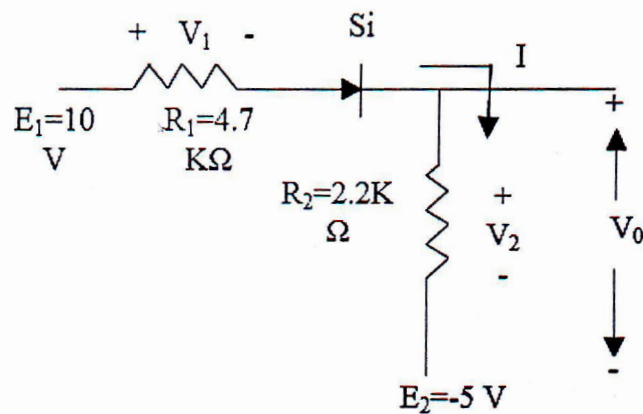 + V₁ -
Si
I
E₁=10
V
R₁=4.7
KΩ
+
R₂=2.2K
Ω
+
V₂
-
V₀
-
E₂=-5 V